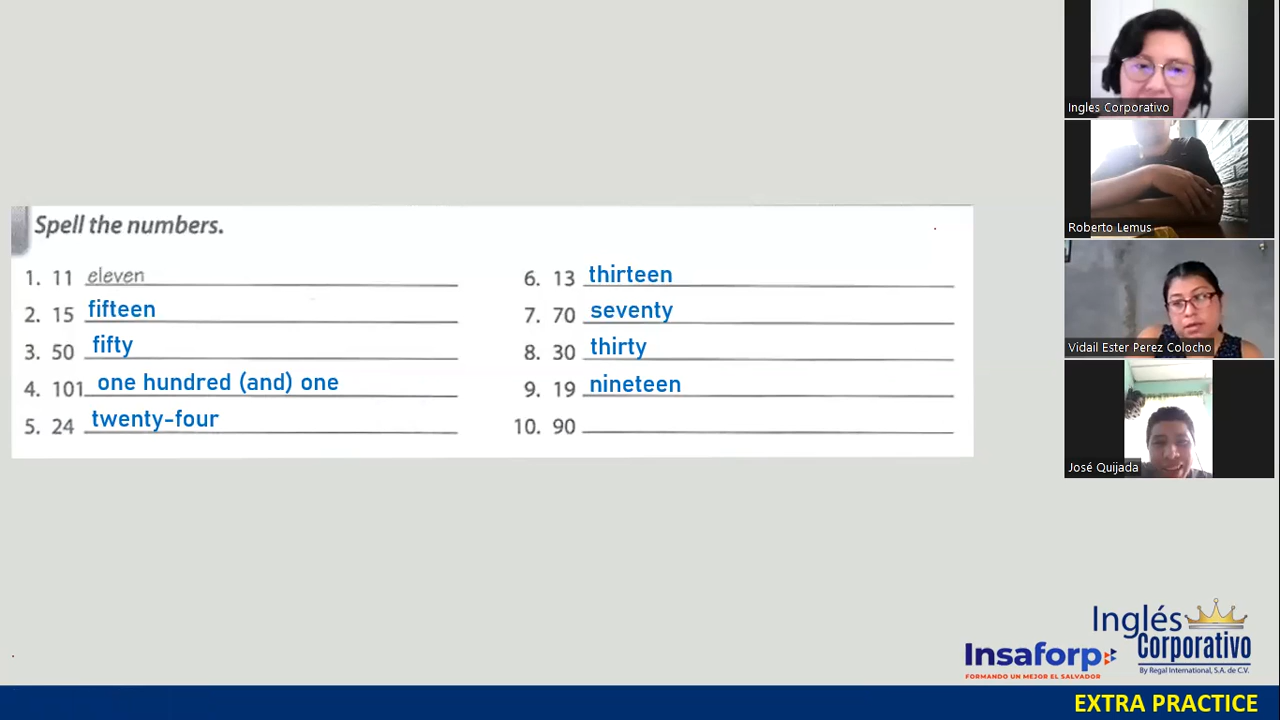 Spell the numbers.
1. 11 eleven
2. 15 fifteen
3. 50 fifty
4. 101 one hundred (and) one
5. 24 twenty-four
6. 13 thirteen
7. 70 seventy
8. 30 thirty
9. 19 nineteen
10. 90
Ingles Corporativo
Roberto Lemus
Vidail Ester Perez Colocho
José Quijada
Insaforp
FORMANDO UN MEJOR EL SALVADOR
Inglés
Corporativo
By Regal International, S.A. de C.V.
EXTRA PRACTICE